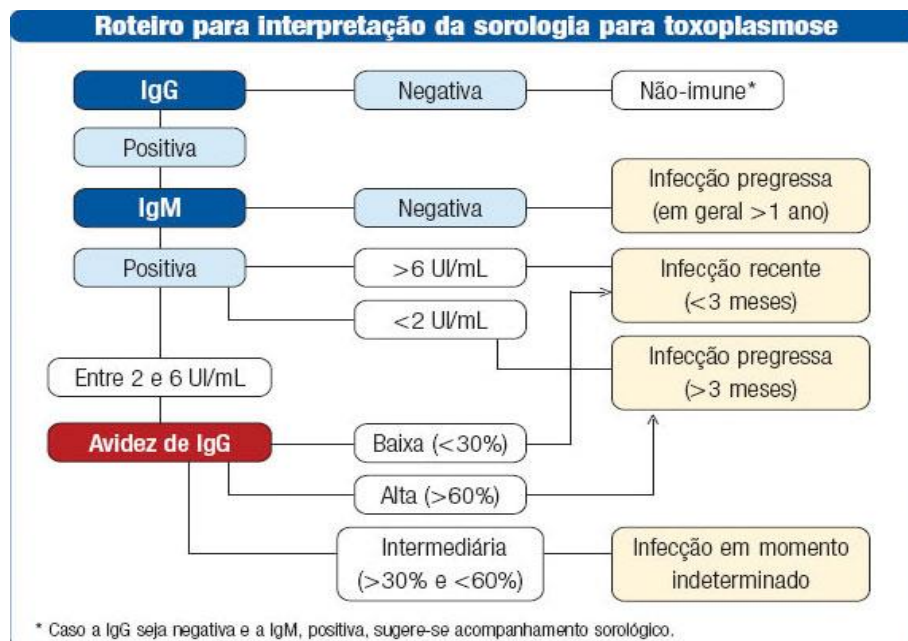 Roteiro para interpretação da sorologia para toxoplasmose
IgG
Negativa
Não-imune*
Positiva
IgM
Negativa
Infecção pregressa
(em geral >1 ano)
Positiva
>6 UI/mL
Infecção recente
(<3 meses)
<2 UI/mL
Infecção pregressa
(>3 meses)
Entre 2 e 6 UI/mL
Avidez de IgG
Baixa (<30%)
Alta (>60%)
Intermediária
(>30% e <60%)
Infecção em momento
indeterminado
* Caso a IgG seja negativa e a IgM, positiva, sugere-se acompanhamento sorológico.